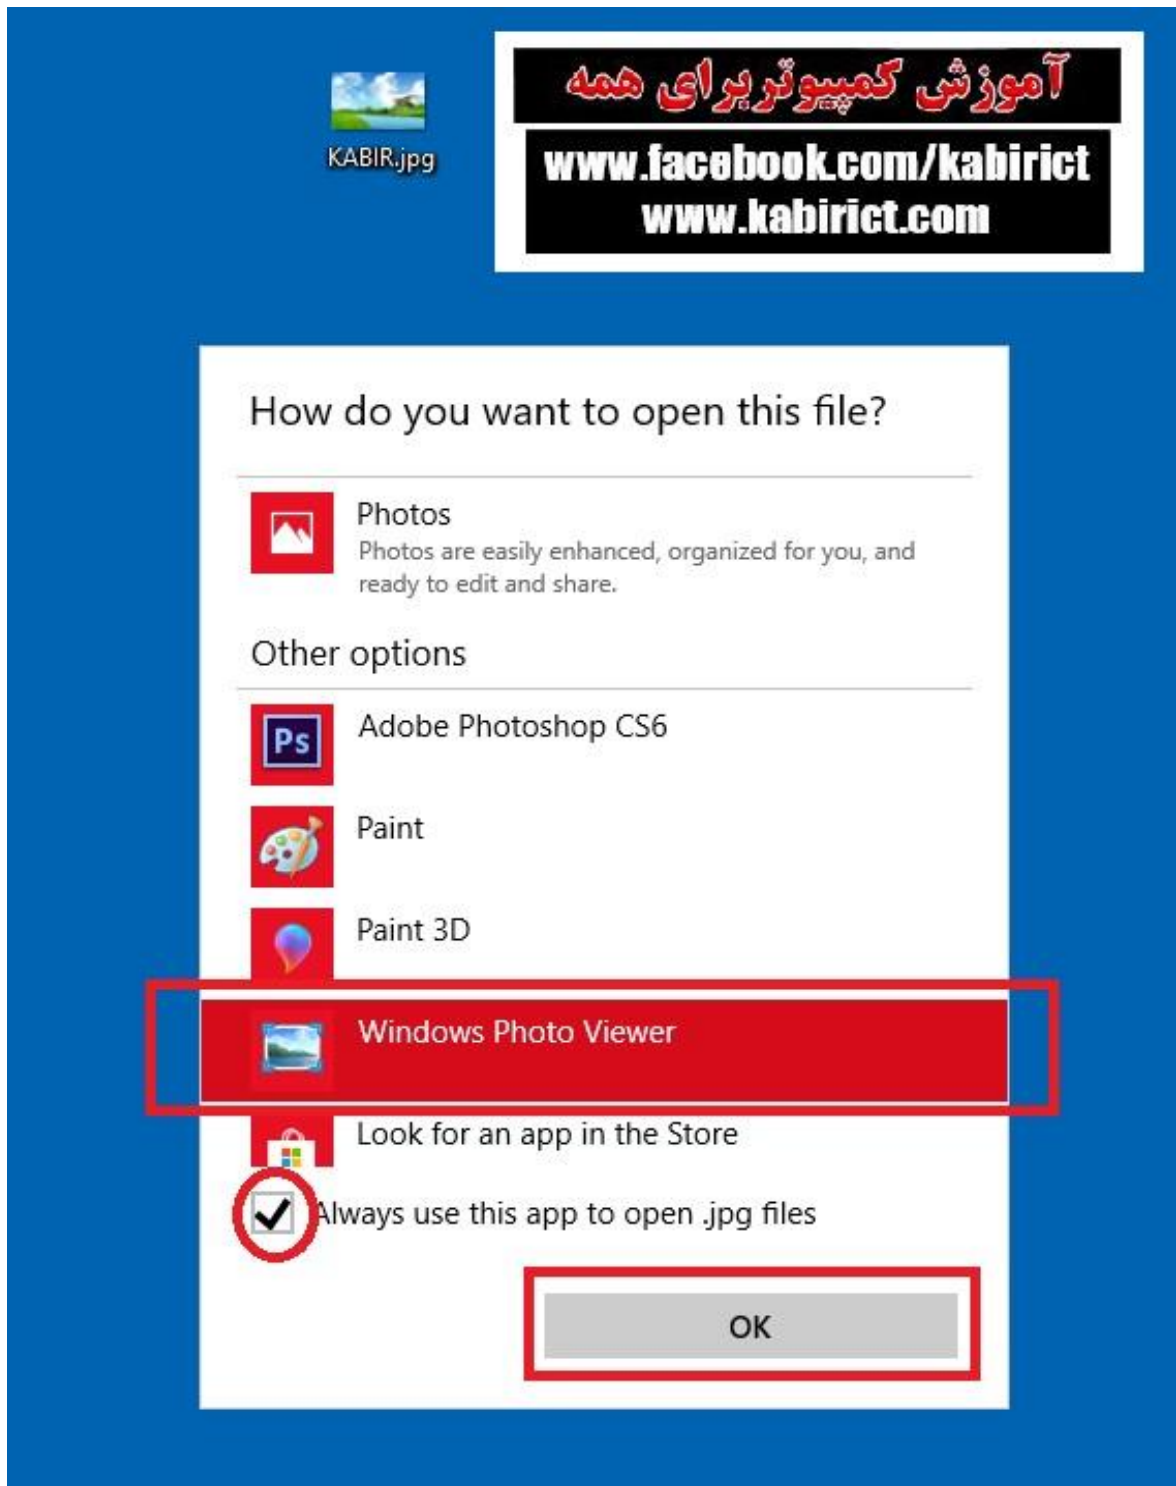 KABIR.jpg
آموزش کمپیوتر برای همه
www.facebook.com/kabirict
www.kabirict.com
How do you want to open this file?
Photos
Photos are easily enhanced, organized for you, and
ready to edit and share.
Other options
Ps
Adobe Photoshop CS6
Paint
Paint 3D
Windows Photo Viewer
Look for an app in the Store
Always use this app to open .jpg files
OK